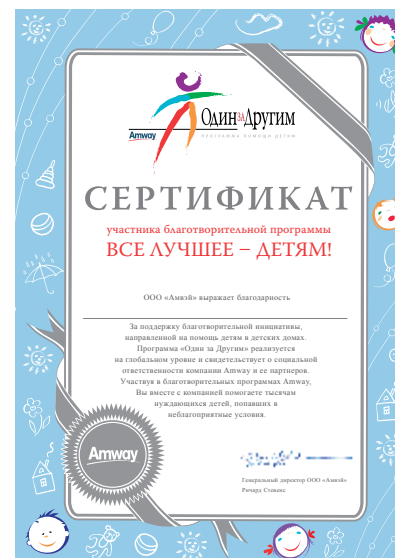 Amway
Один за Другим
программа помощи детям
СЕРТИФИКАТ
участника благотворительной программы
ВСЕ ЛУЧШЕЕ – ДЕТЯМ!
ООО «Амвэй» выражает благодарность
За поддержку благотворительной инициативы,
направленной на помощь детям в детских домах.
Программа «Один за Другим» реализуется
на глобальном уровне и свидетельствует о социальной
ответственности компании Amway и ее партнеров.
Участвуя в благотворительных программах Amway,
Вы вместе с компанией помогаете тысячам
нуждающихся детей, попавших в
неблагоприятные условия.
Amway
Генеральный директор ООО «Амвэй»
Ричард Стивенс